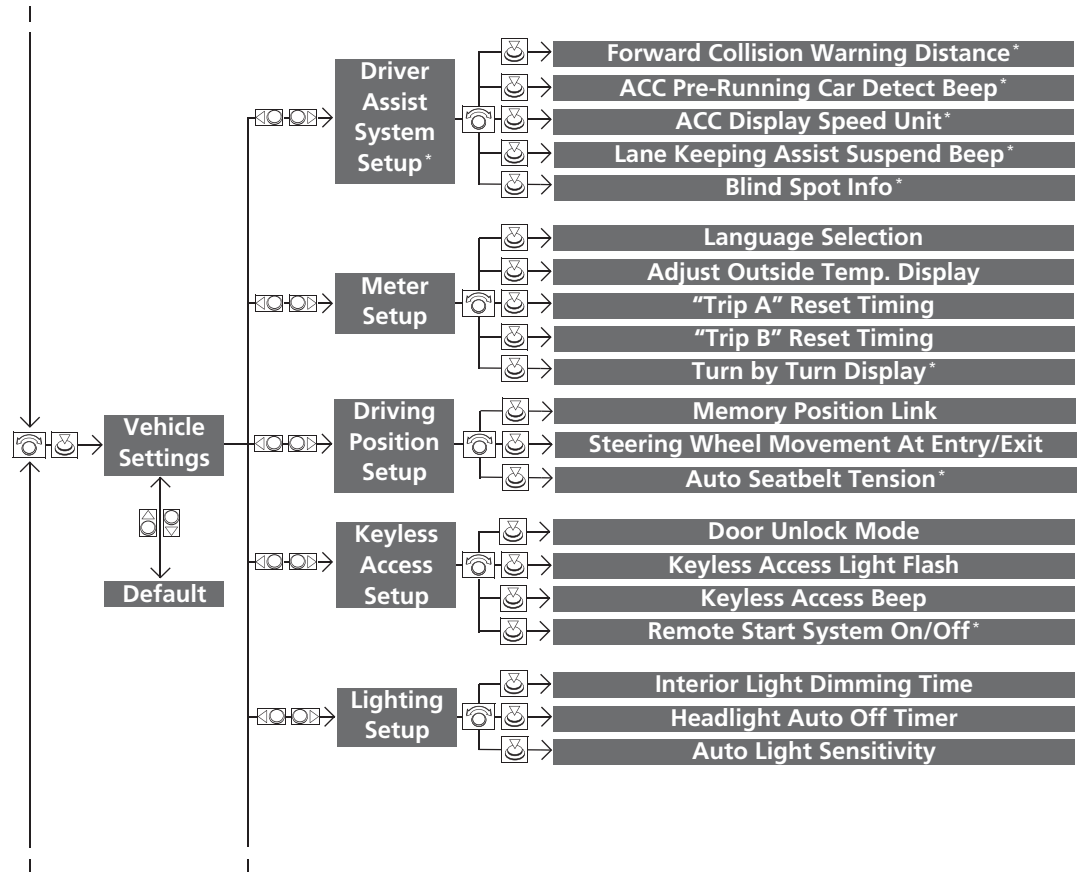 Driver
Assist
System
Setup*
Forward Collision Warning Distance*
ACC Pre-Running Car Detect Beep*
ACC Display Speed Unit*
Lane Keeping Assist Suspend Beep*
Blind Spot Info*
Meter
Setup
Language Selection
Adjust Outside Temp. Display
“Trip A” Reset Timing
“Trip B” Reset Timing
Turn by Turn Display*
Vehicle
Settings
Default
Driving
Position
Setup
Memory Position Link
Steering Wheel Movement At Entry/Exit
Auto Seatbelt Tension*
Keyless
Access
Setup
Door Unlock Mode
Keyless Access Light Flash
Keyless Access Beep
Remote Start System On/Off*
Lighting
Setup
Interior Light Dimming Time
Headlight Auto Off Timer
Auto Light Sensitivity